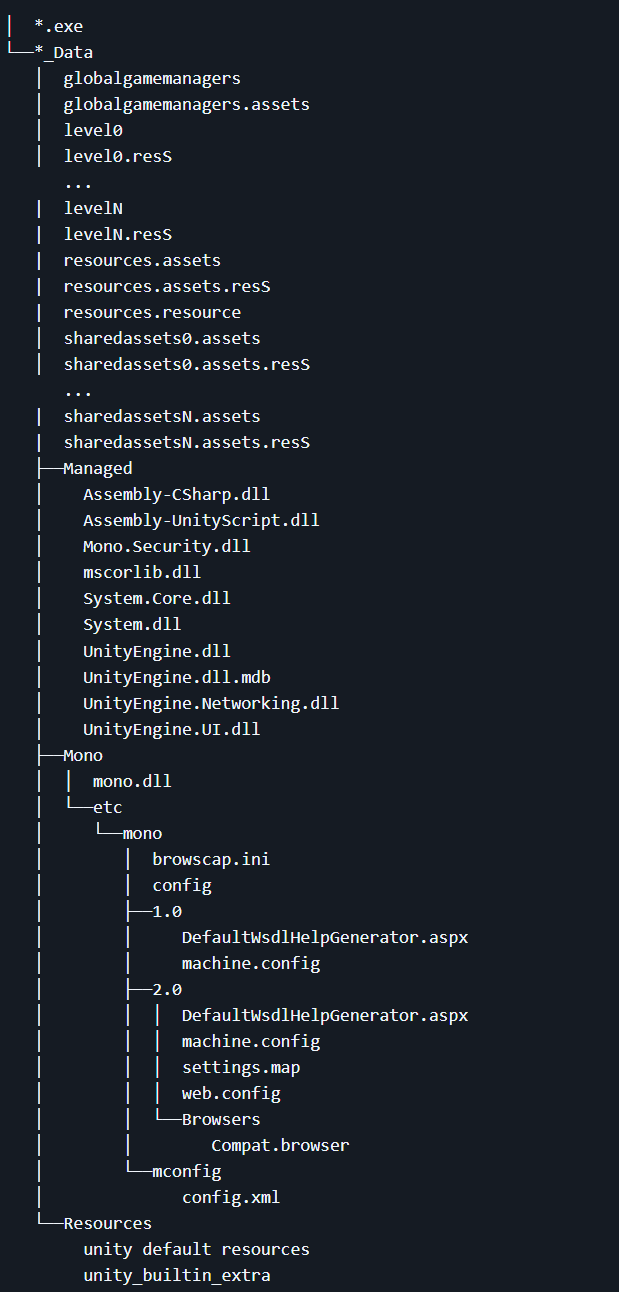 │  *.exe
└──*_Data
   │  globalgamemanagers
   │  globalgamemanagers.assets
   │  level0
   │  level0.resS
      ...
   │  levelN
   │  levelN.resS
   │  resources.assets
   │  resources.assets.resS
   │  resources.resource
   │  sharedassets0.assets
   │  sharedassets0.assets.resS
      ...
   │  sharedassetsN.assets
   │  sharedassetsN.assets.resS
   ├──Managed
   │    Assembly-CSharp.dll
   │    Assembly-UnityScript.dll
   │    Mono.Security.dll
   │    mscorlib.dll
   │    System.Core.dll
   │    System.dll
   │    UnityEngine.dll
   │    UnityEngine.dll.mdb
   │    UnityEngine.Networking.dll
   │    UnityEngine.UI.dll
   ├──Mono
   │  │  mono.dll
   │  └──etc
   │     └──mono
   │        │  browscap.ini
   │        │  config
   │        ├──1.0
   │        │     DefaultWsdlHelpGenerator.aspx
   │        │     machine.config
   │        ├──2.0
   │        │  │  DefaultWsdlHelpGenerator.aspx
   │        │  │  machine.config
   │        │  │  settings.map
   │        │  │  web.config
   │        │  └──Browsers
   │        │        Compat.browser
   │        └──mconfig
   │              config.xml
   └──Resources
        unity default resources
        unity_builtin_extra